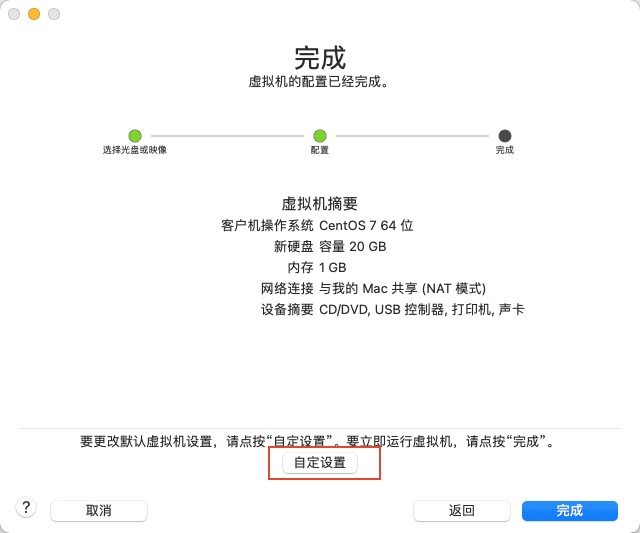 完成
虚拟机的配置已经完成。
选择光盘或映像
配置
完成
虚拟机摘要
客户机操作系统 CentOS 7 64 位
新硬盘 容量 20 GB
内存 1 GB
网络连接 与我的 Mac 共享 (NAT 模式)
设备摘要 CD/DVD, USB 控制器, 打印机, 声卡
要更改默认虚拟机设置，请点按“自定设置”。要立即运行虚拟机，请点按“完成”。
自定设置
?
取消
返回
完成